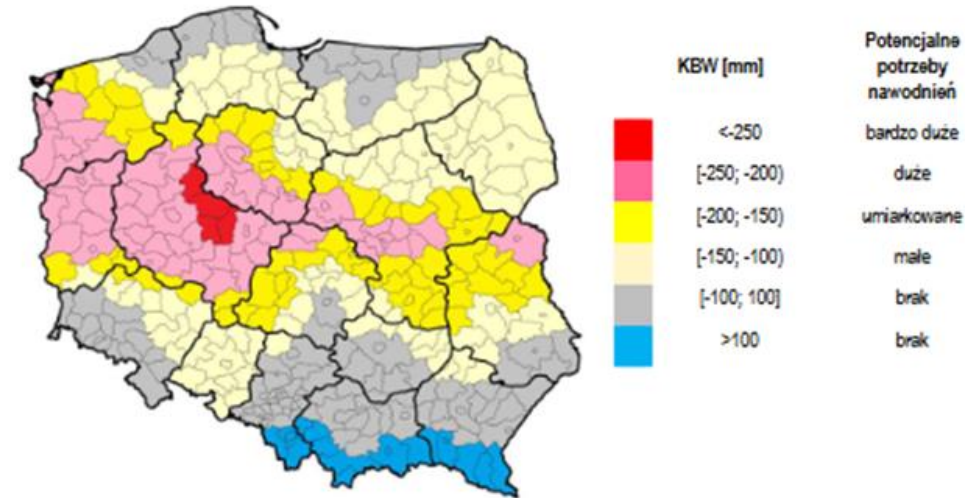 KBW [mm]
Potencjalne
potrzeby
nawodnień
<-250
bardzo duże
[-250; -200)
duże
[-200; -150)
umiarkowane
[-150; -100)
małe
[-100; 100]
brak
>100
brak